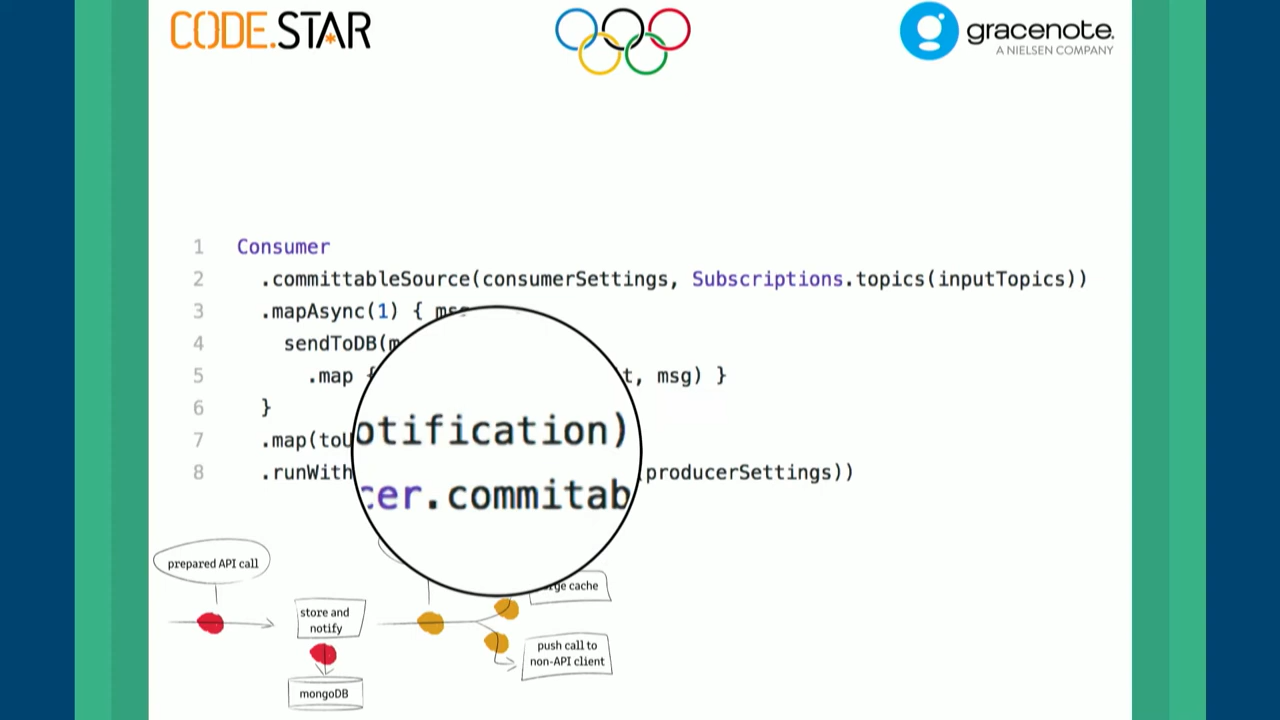 CODE.STAR
gracenote.
A NIELSEN COMPANY
1 Consumer
2 .committableSource(consumerSettings, Subscriptions.topics(inputTopics))
3 .mapAsync(1) {
4 sendToDB(
5 .map { t, msg) }
6 }
7 .map(toU otification)
8 .runWith cer.commitab producerSettings))
prepared API call
store and
notify
mongoDB
cache
push call to
non-API client